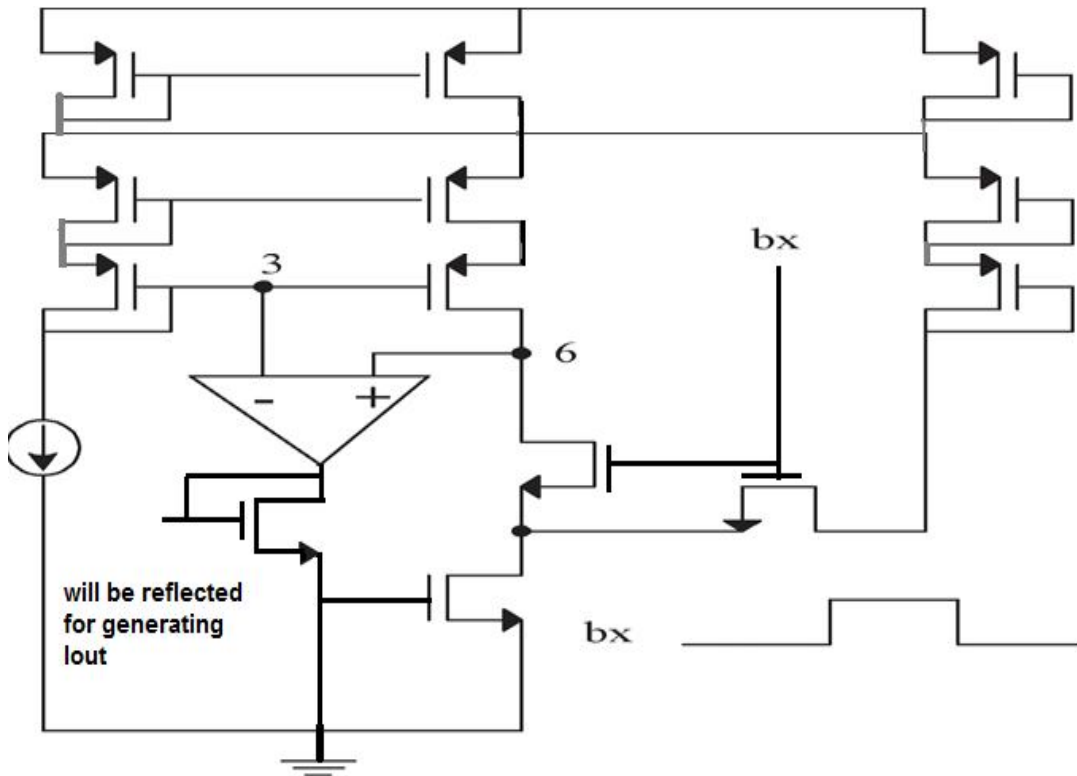 3
bx
6
- +
will be reflected
for generating
Iout
bx